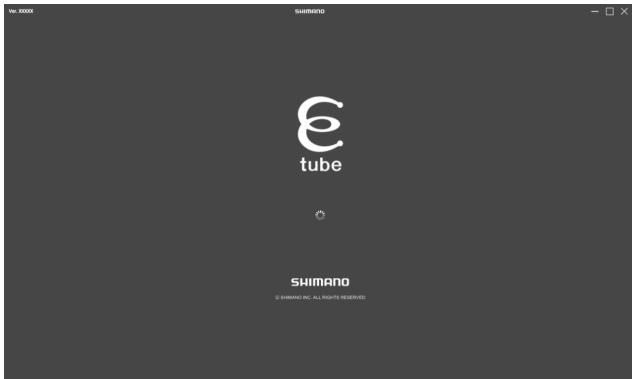 Ver. XXXXX
SHIMANO
tube
SHIMANO
© SHIMANO INC. ALL RIGHTS RESERVED